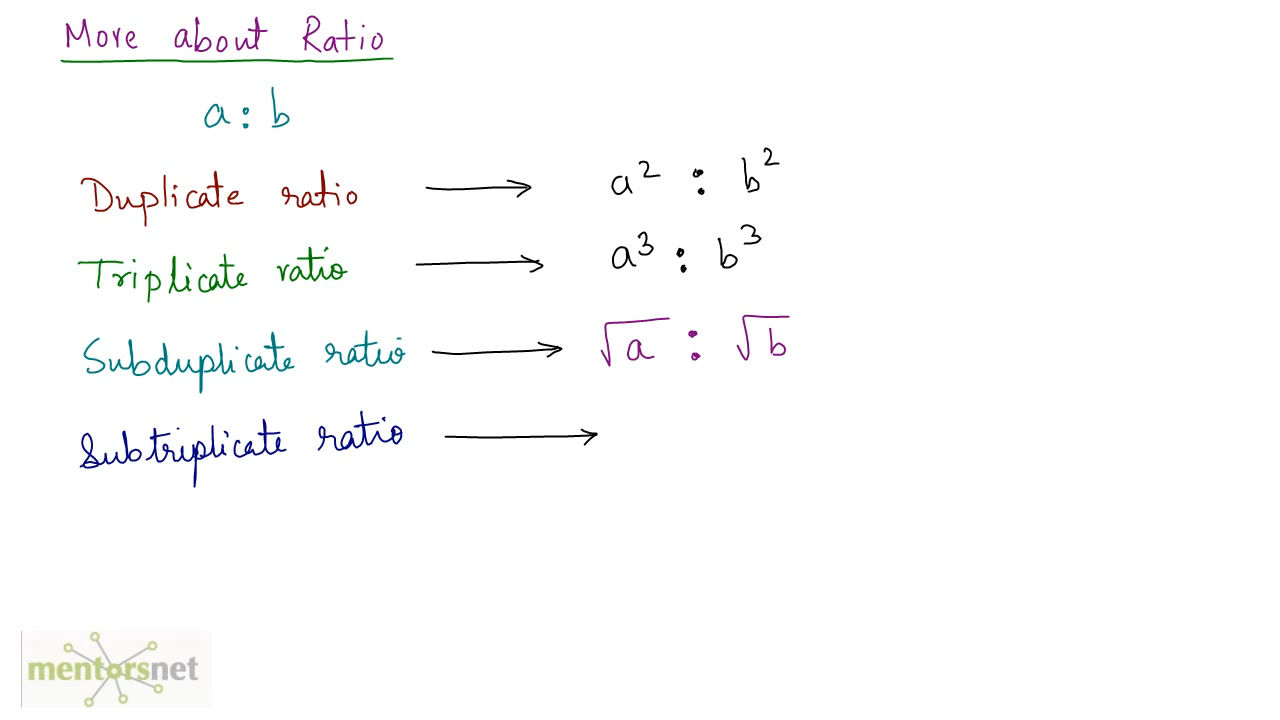 More about Ratio
a : b
Duplicate ratio ⟶ a² : b²
Triplicate ratio ⟶ a³ : b³
Subduplicate ratio ⟶ √a : √b
Subtriplicate ratio ⟶
mentorsnet